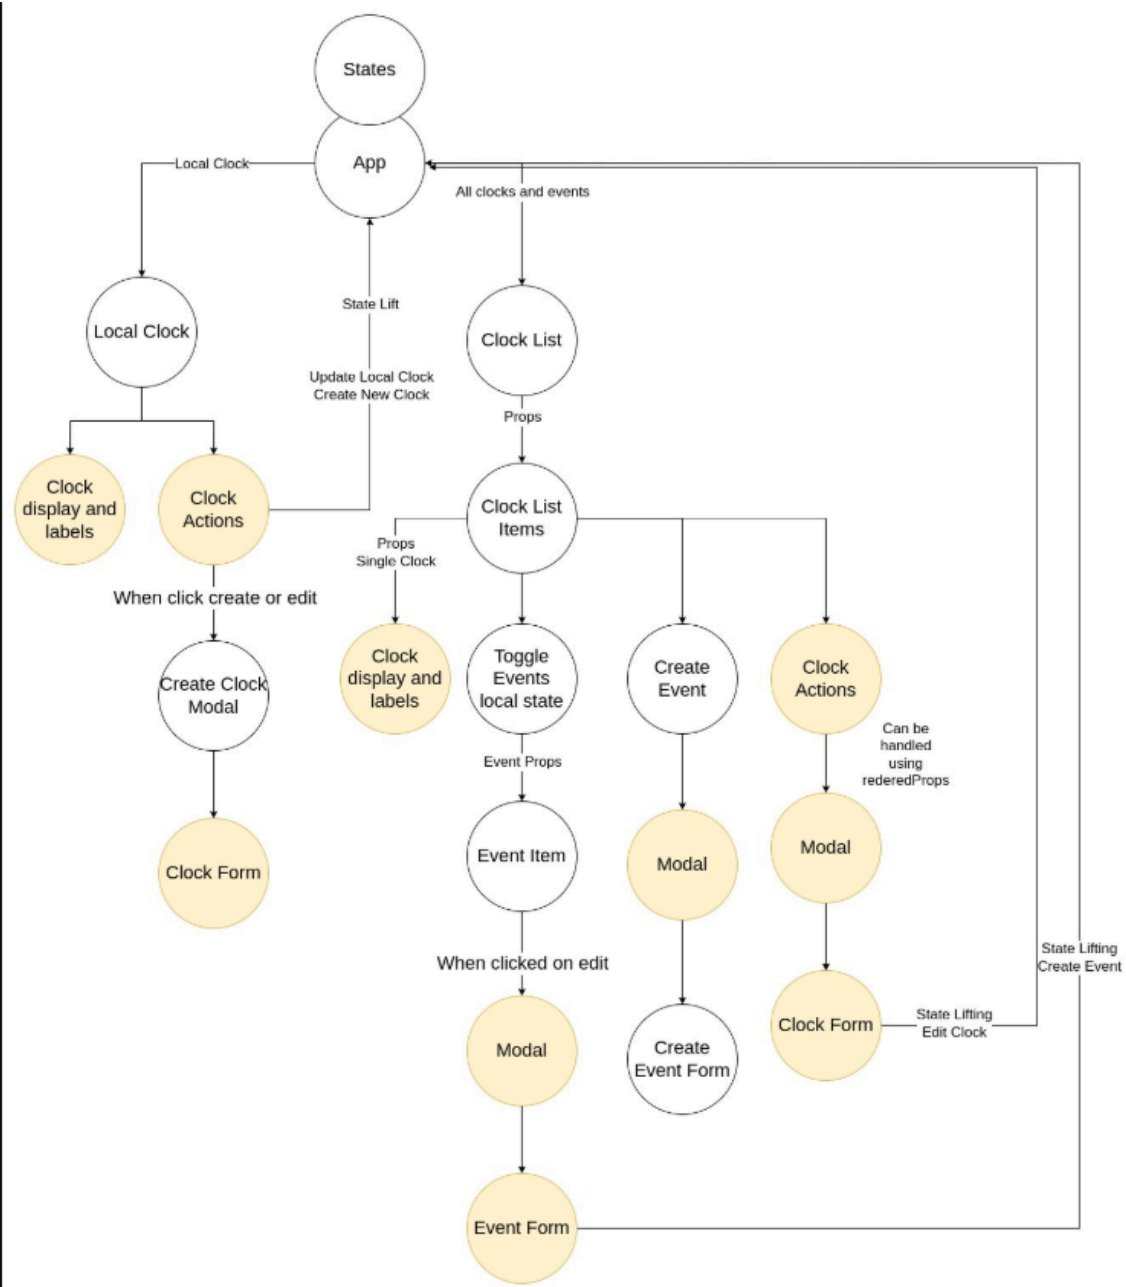 States
App
Local Clock
All clocks and events
Local Clock
State Lift
Clock List
Update Local Clock
Create New Clock
Props
Clock
display and
labels
Clock
Actions
Clock List
Items
Props
Single Clock
When click create or edit
Create Clock
Modal
Clock
display and
labels
Toggle
Events
local state
Create
Event
Clock
Actions
Can be
handled
using
rederedProps
Event Props
Clock Form
Event Item
Modal
Modal
When clicked on edit
State Lifting
Create Event
Modal
Create
Event Form
Clock Form
State Lifting
Edit Clock
Event Form